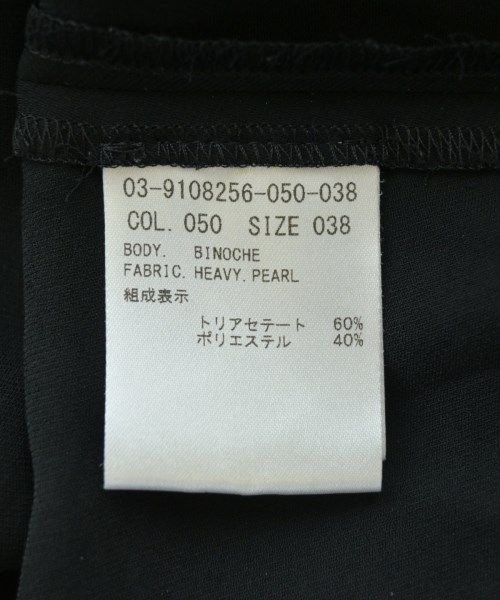 03-9108256-050-038
COL. 050 SIZE 038
BODY. BINOCHE
FABRIC. HEAVY. PEARL
組成表示
トリアセテート 60%
ポリエステル 40%